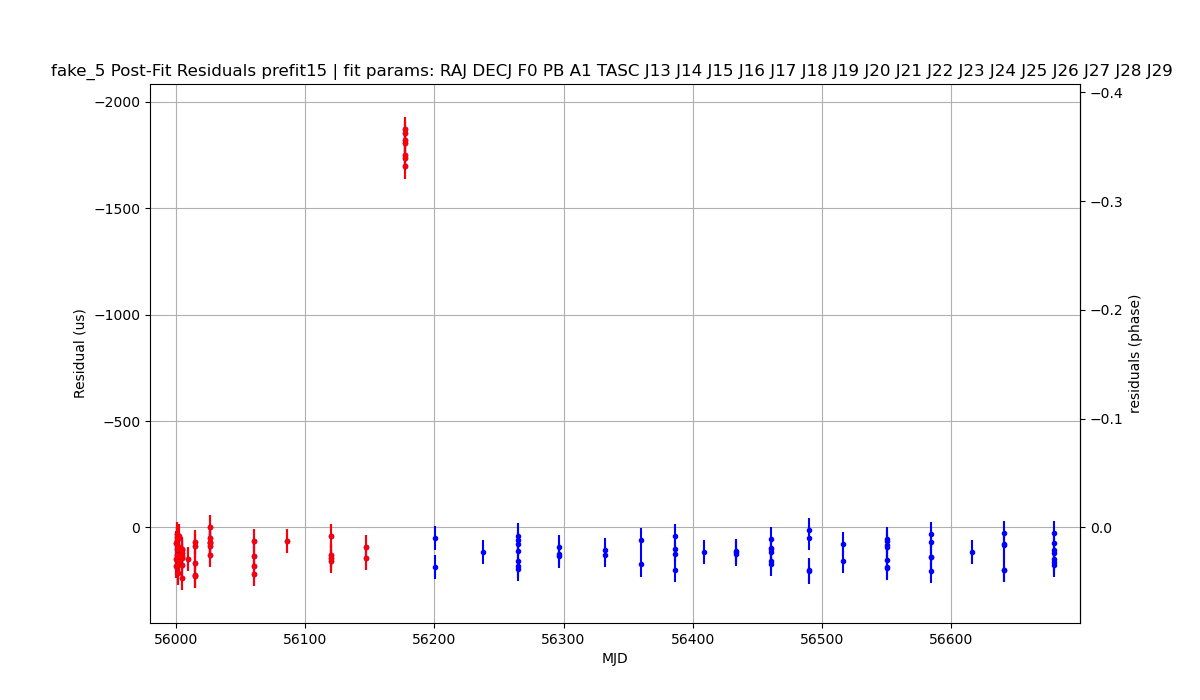 fake_5 Post-Fit Residuals prefit15 | fit params: RAJ DECJ F0 PB A1 TASC J13 J14 J15 J16 J17 J18 J19 J20 J21 J22 J23 J24 J25 J26 J27 J28 J29
−2000
−1500
−1000
−500
0
Residual (us)
−0.4
−0.3
−0.2
−0.1
0.0
residuals (phase)
56000 56100 56200 56300 56400 56500 56600
MJD